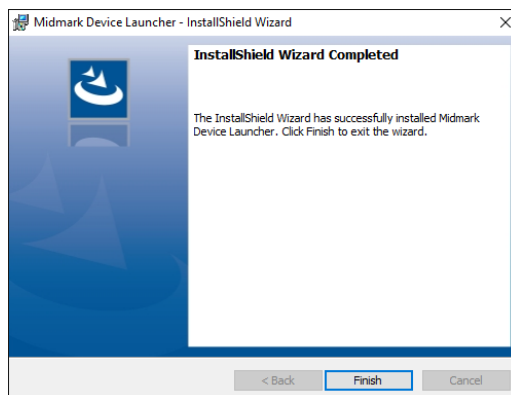 Midmark Device Launcher - InstallShield Wizard
InstallShield Wizard Completed
The InstallShield Wizard has successfully installed Midmark
Device Launcher. Click Finish to exit the wizard.
< Back
Finish
Cancel